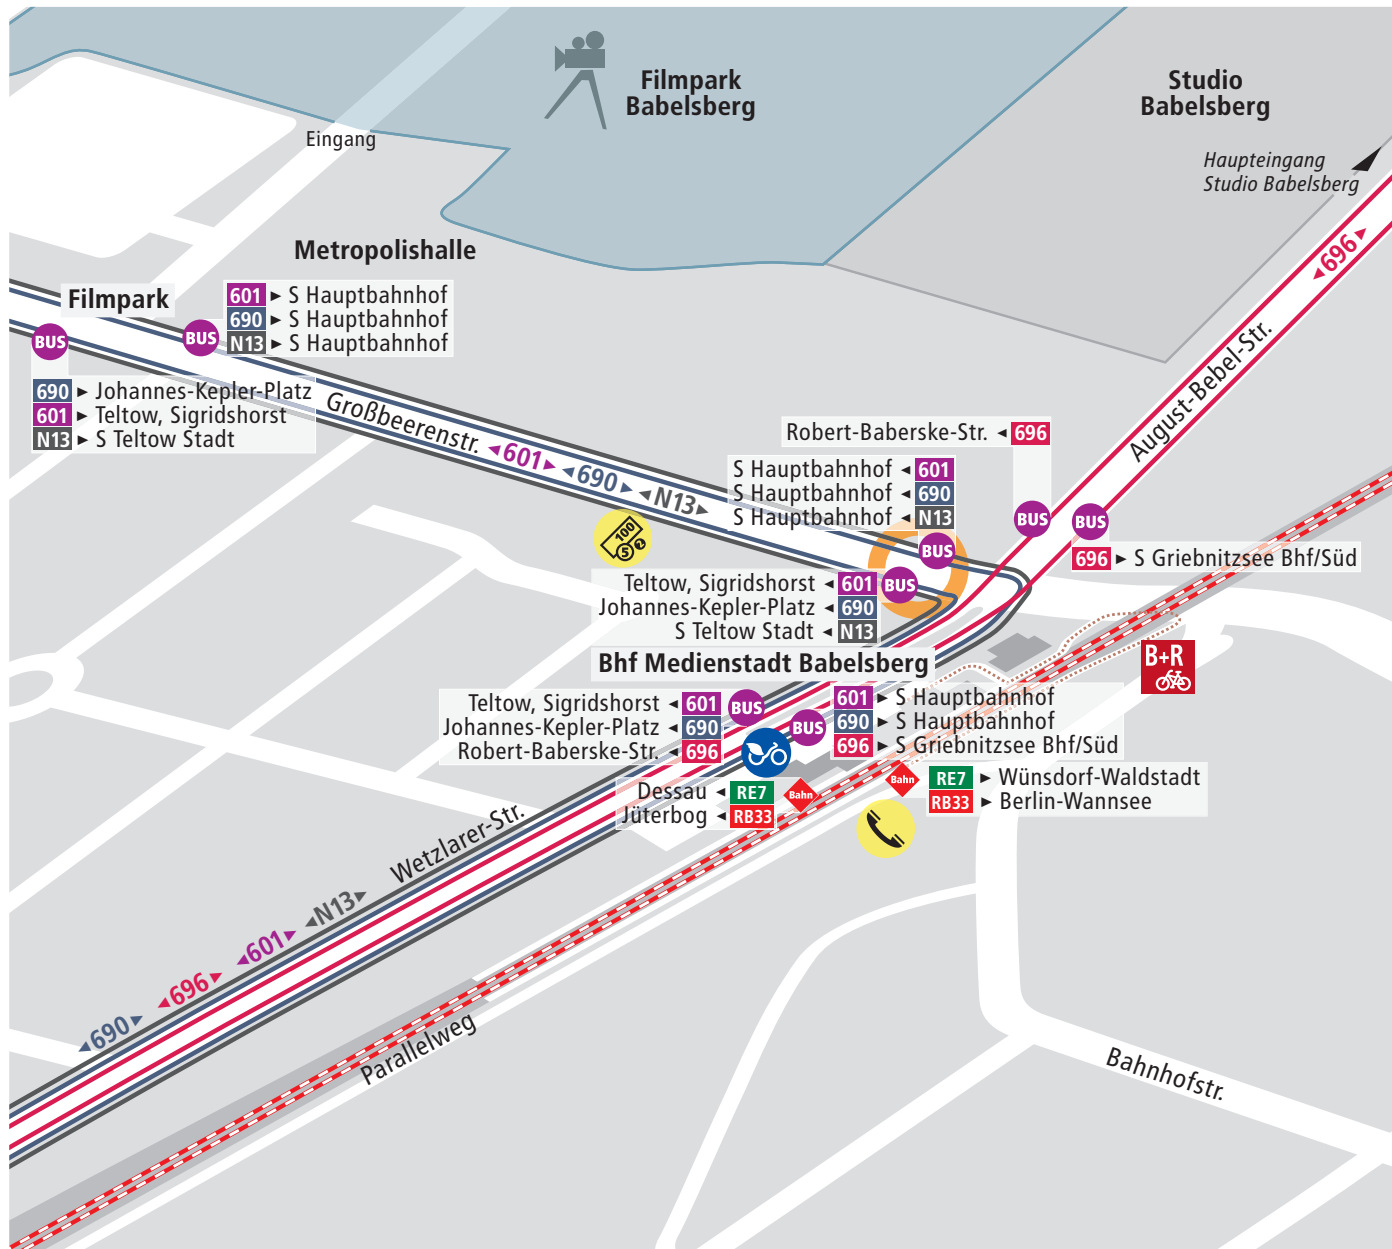 Filmpark
Babelsberg
Studio
Babelsberg
Eingang
Haupteingang
Studio Babelsberg
Metropolishalle
◄696►
Filmpark
601 ► S Hauptbahnhof
690 ► S Hauptbahnhof
N13 ► S Hauptbahnhof
BUS
BUS
690 ► Johannes-Kepler-Platz
601 ► Teltow, Sigridshorst
N13 ► S Teltow Stadt
Großbeerenstr.
◄601►
◄690►
◄N13►
August-Bebel-Str.
Robert-Baberske-Str. ◄ 696
S Hauptbahnhof ◄ 601
S Hauptbahnhof ◄ 690
S Hauptbahnhof ◄ N13
BUS
BUS
BUS
696 ► S Griebnitzsee Bhf/Süd
100
5
2
Teltow, Sigridshorst ◄ 601
BUS
Johannes-Kepler-Platz ◄ 690
S Teltow Stadt ◄ N13
B+R
Bhf Medienstadt Babelsberg
Teltow, Sigridshorst ◄ 601
Johannes-Kepler-Platz ◄ 690
Robert-Baberske-Str. ◄ 696
BUS
BUS
601 ► S Hauptbahnhof
690 ► S Hauptbahnhof
696 ► S Griebnitzsee Bhf/Süd
Dessau ◄ RE7
Jüterbog ◄ RB33
Bahn
Bahn
RE7 ► Wünsdorf-Waldstadt
RB33 ► Berlin-Wannsee
Wetzlarer-Str.
◄N13►
◄601►
◄696►
◄690►
Parallelweg
Bahnhofstr.